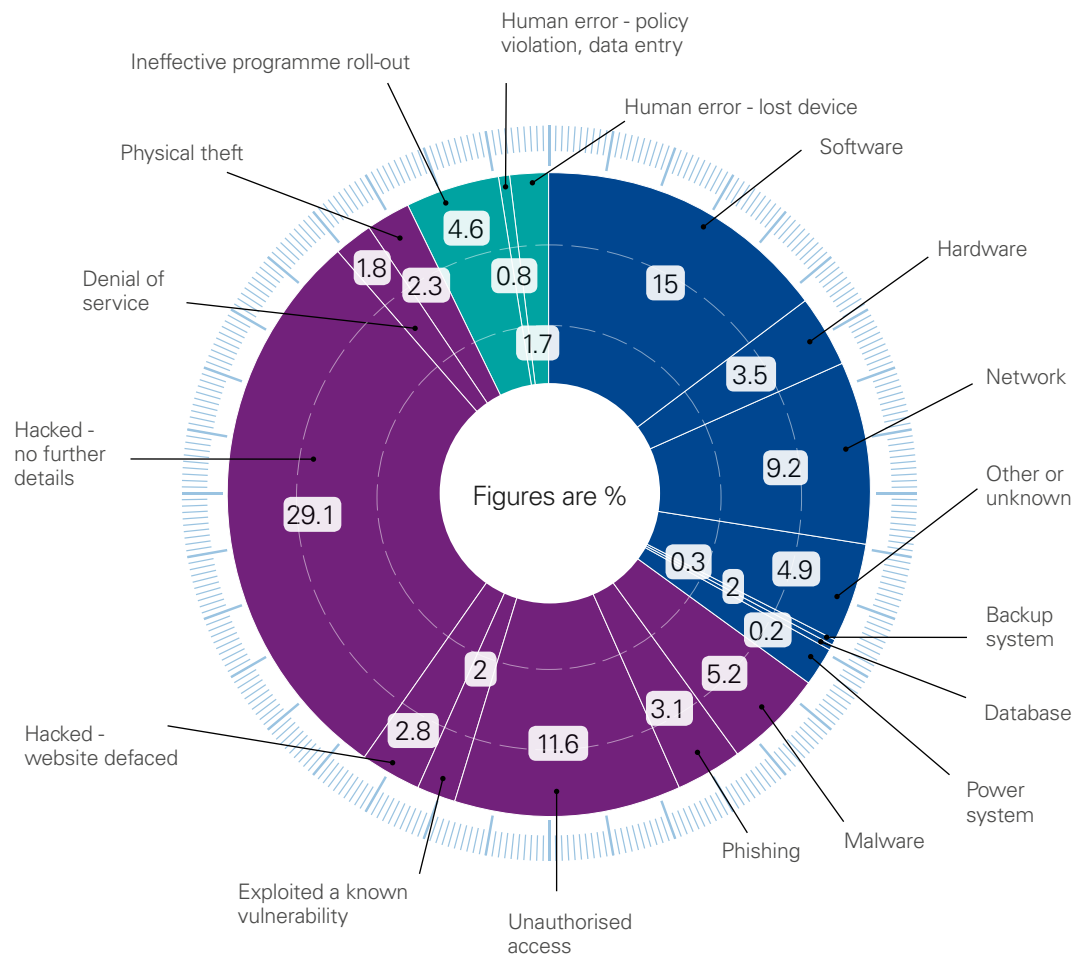 Human error - policy
violation, data entry
Ineffective programme roll-out
Human error - lost device
Software
Physical theft
Hardware
Denial of
service
Network
Hacked -
no further
details
Other or
unknown
Backup
system
Database
Power
system
Malware
Phishing
Unauthorised
access
Exploited a known
vulnerability
Hacked -
website defaced
Figures are %
4.6
0.8
1.7
15
3.5
9.2
4.9
0.3
2
0.2
5.2
3.1
11.6
2
2.8
29.1
1.8
2.3